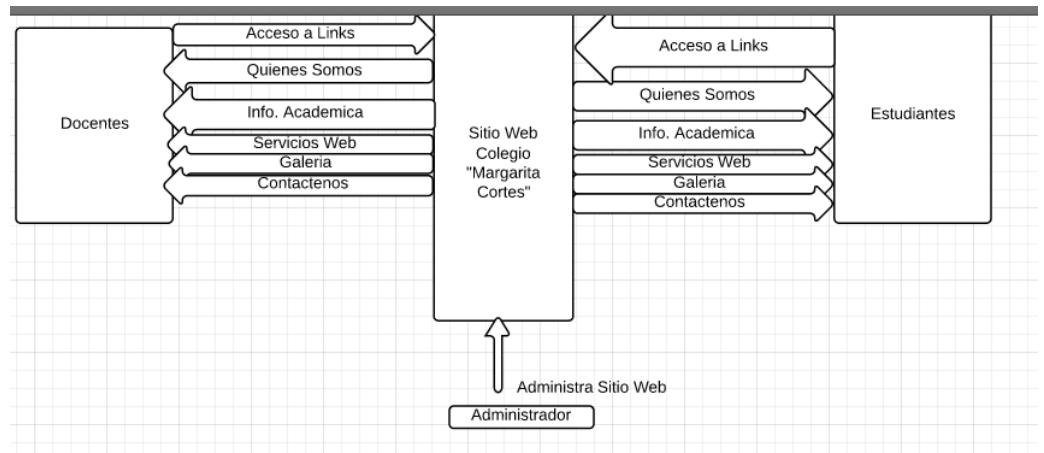 Docentes
Acceso a Links
Quienes Somos
Info. Academica
Servicios Web
Galeria
Contactenos
Sitio Web
Colegio
"Margarita
Cortes"
Acceso a Links
Quienes Somos
Info. Academica
Servicios Web
Galeria
Contactenos
Estudiantes
Administra Sitio Web
Administrador